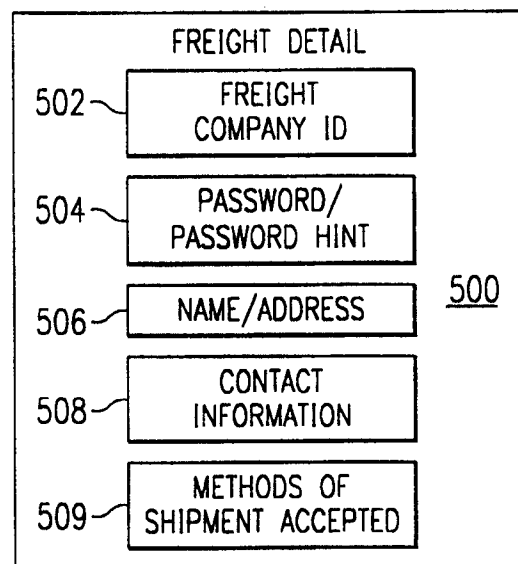 FREIGHT DETAIL
502
FREIGHT
COMPANY ID
504
PASSWORD/
PASSWORD HINT
500
506
NAME/ADDRESS
508
CONTACT
INFORMATION
509
METHODS OF
SHIPMENT ACCEPTED